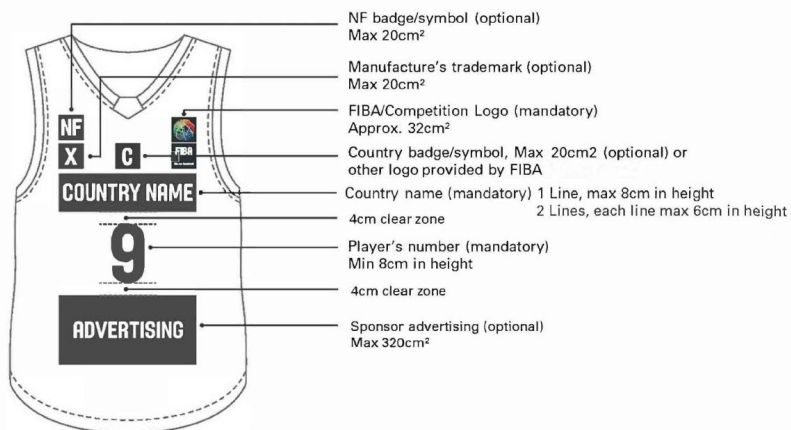 NF badge/symbol (optional)
Max 20cm²
Manufacture's trademark (optional)
Max 20cm²
FIBA/Competition Logo (mandatory)
Approx. 32cm²
Country badge/symbol, Max 20cm2 (optional) or
other logo provided by FIBA
Country name (mandatory) 1 Line, max 8cm in height
2 Lines, each line max 6cm in height
4cm clear zone
Player's number (mandatory)
Min 8cm in height
4cm clear zone
Sponsor advertising (optional)
Max 320cm²
NF
X
C
FIBA
COUNTRY NAME
9
ADVERTISING